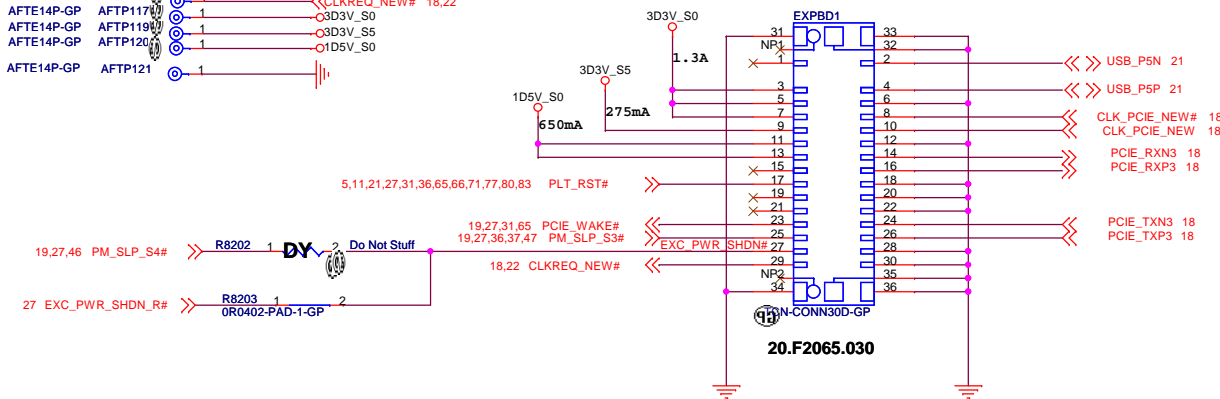 CLKREQ_NEW# 18,22
AFTE14P-GP AFTP117 1 3D3V_S0
AFTE14P-GP AFTP119 1 3D3V_S5
AFTE14P-GP AFTP120 1 1D5V_S0
AFTE14P-GP AFTP121 1
3D3V_S0
1.3A
3D3V_S5
275mA
1D5V_S0
650mA
EXPBD1
31 33
NP1 32
1 2 USB_P5N 21
3 4 USB_P5P 21
5 6
7 8 CLK_PCIE_NEW# 18
9 10 CLK_PCIE_NEW 18
11 12
13 14 PCIE_RXN3 18
15 16 PCIE_RXP3 18
5,11,21,27,31,36,65,66,71,77,80,83 PLT_RST# 17 18
19 20
21 22
19,27,31,65 PCIE_WAKE# 23 24 PCIE_TXN3 18
19,27,36,37,47 PM_SLP_S3# 25 26 PCIE_TXP3 18
EXC_PWR_SHDN# 27 28
18,22 CLKREQ_NEW# 29 30
NP2 35
34 36
19,27,46 PM_SLP_S4# R8202 1 DY 2 Do Not Stuff
27 EXC_PWR_SHDN_R# R8203 1 2
0R0402-PAD-1-GP
CN-CONN30D-GP
20.F2065.030